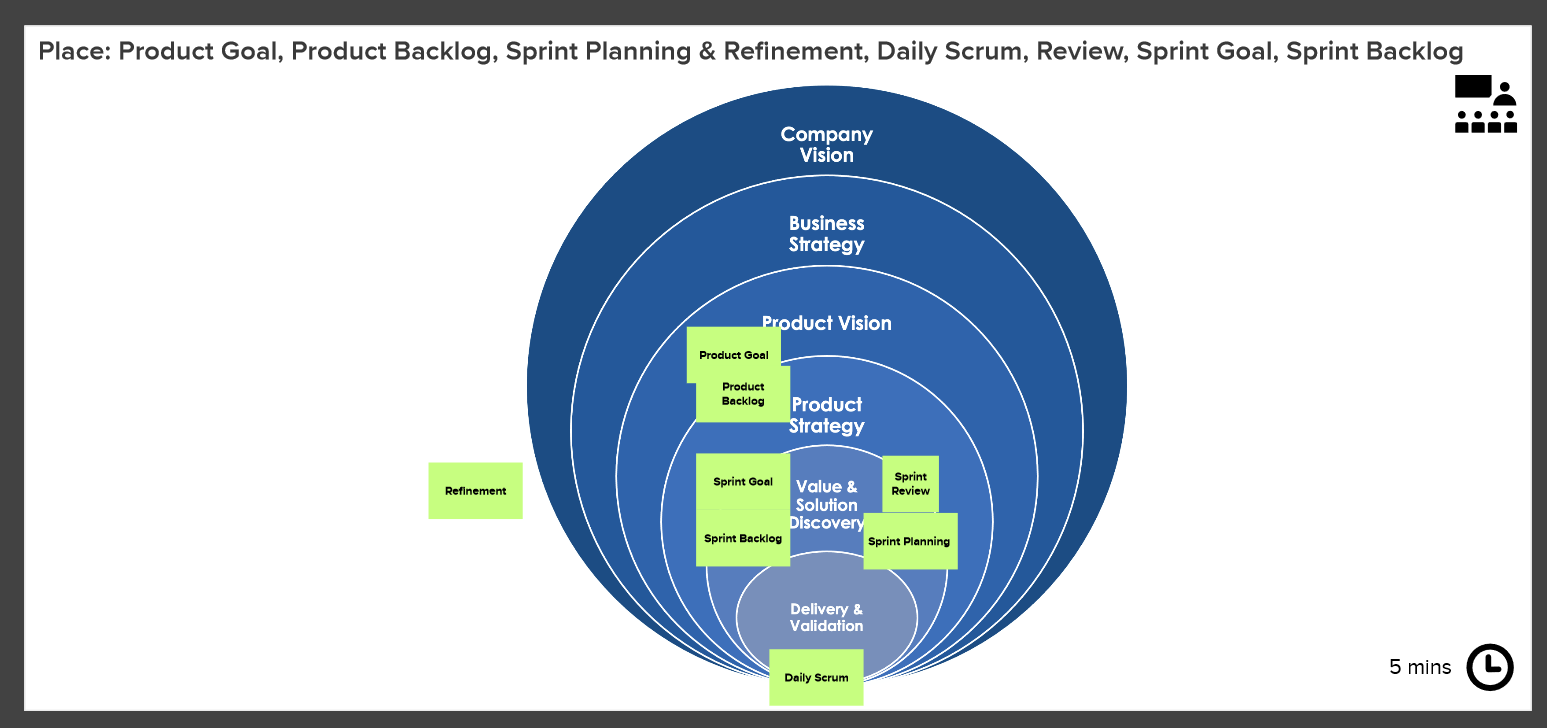 Place: Product Goal, Product Backlog, Sprint Planning & Refinement, Daily Scrum, Review, Sprint Goal, Sprint Backlog
Company
Vision
Business
Strategy
Product Vision
Product Goal
Product
Backlog
Product
Strategy
Refinement
Sprint Goal
Value &
Solution
Discovery
Sprint
Review
Sprint Backlog
Sprint Planning
Delivery &
Validation
Daily Scrum
5 mins